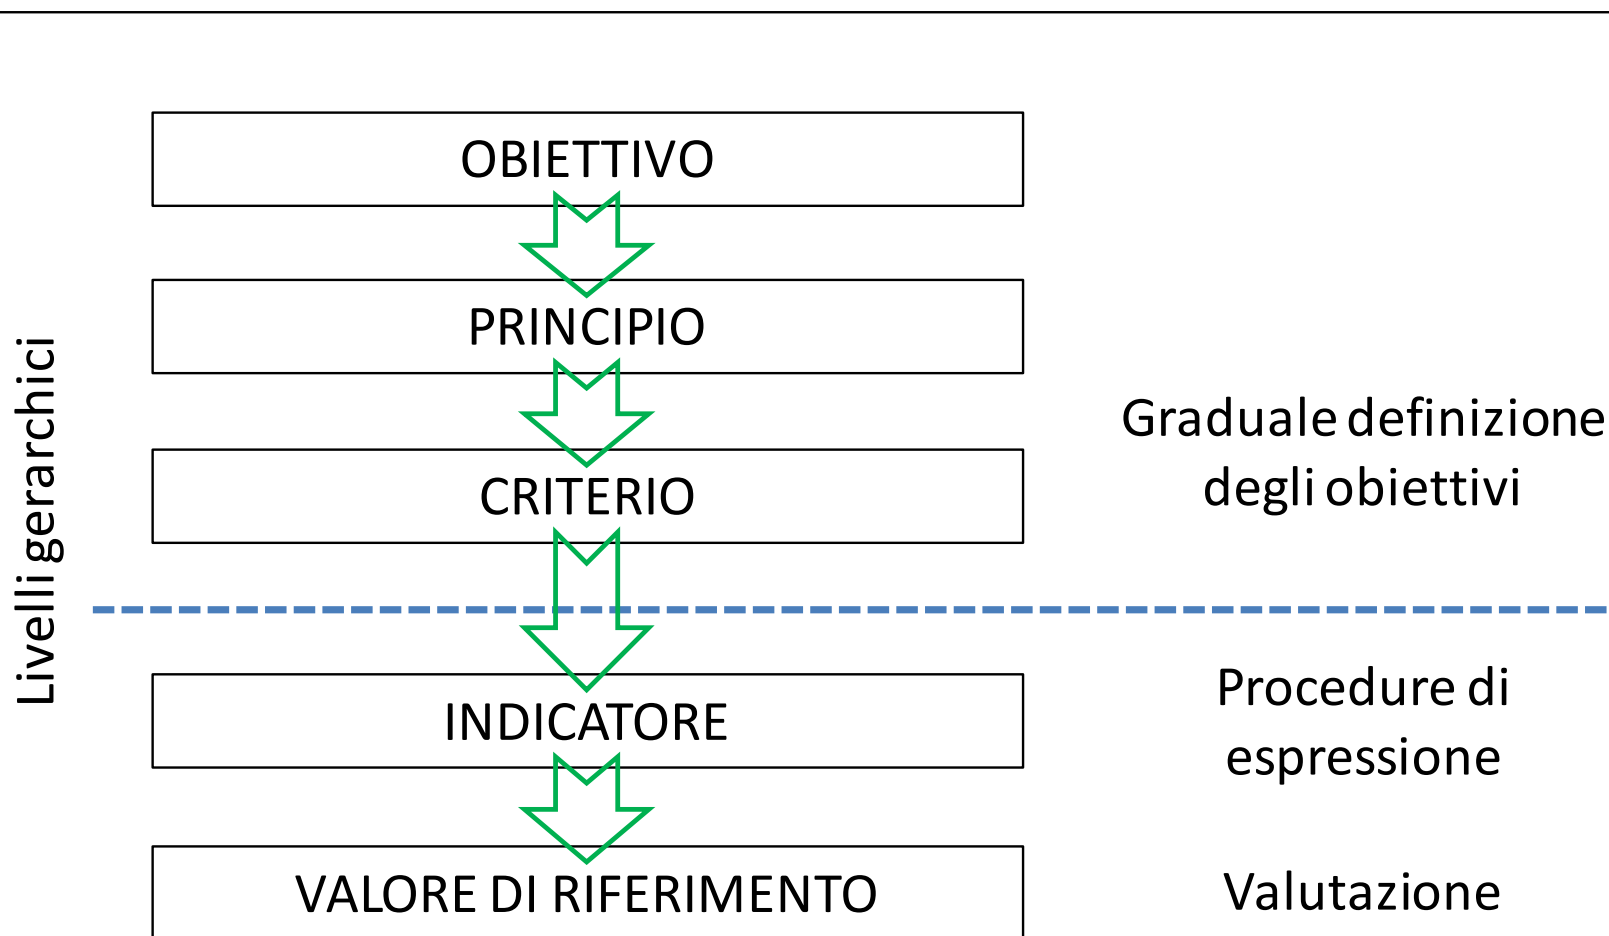 OBIETTIVO
PRINCIPIO
Livelli gerarchici
Graduale definizione
degli obiettivi
CRITERIO
INDICATORE
Procedure di
espressione
VALORE DI RIFERIMENTO
Valutazione